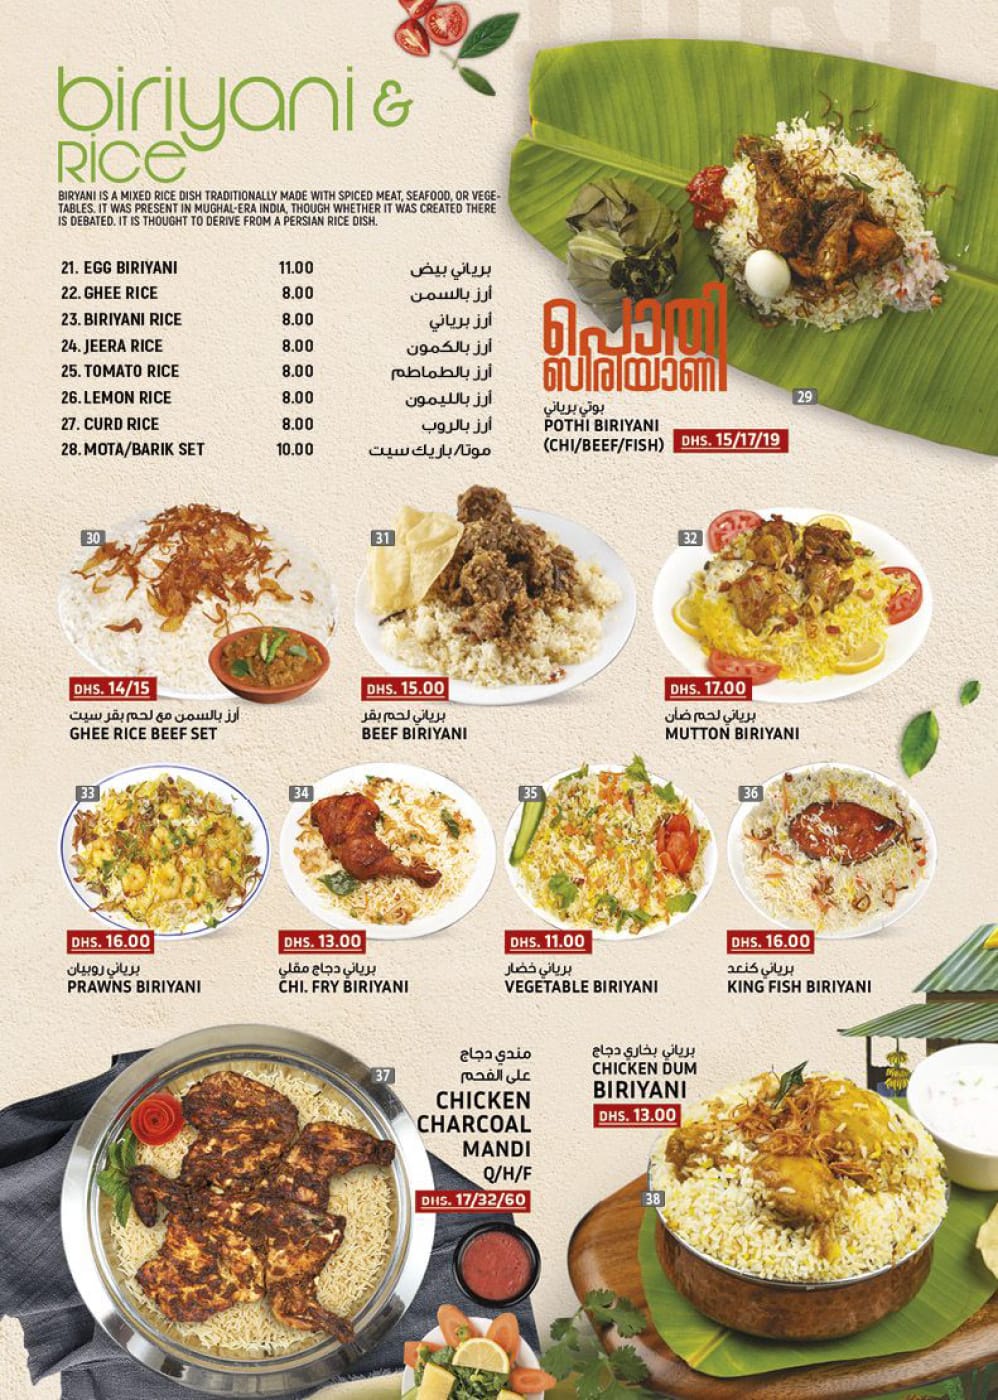 biriyani &
RICE
BIRYANI IS A MIXED RICE DISH TRADITIONALLY MADE WITH SPICED MEAT, SEAFOOD, OR VEGE-
TABLES. IT WAS PRESENT IN MUGHAL-ERA INDIA, THOUGH WHETHER IT WAS CREATED THERE
IS DEBATED. IT IS THOUGHT TO DERIVE FROM A PERSIAN RICE DISH.
21. EGG BIRIYANI 11.00 برياني بيض
22. GHEE RICE 8.00 أرز بالسمن
23. BIRIYANI RICE 8.00 أرز برياني
24. JEERA RICE 8.00 أرز بالكمون
25. TOMATO RICE 8.00 أرز بالطماطم
26. LEMON RICE 8.00 أرز بالليمون
27. CURD RICE 8.00 أرز بالروب
28. MOTA/BARIK SET 10.00 موتا/باريك سيت
പൊതി
ബിരിയാണി
29
بوتي برياني
POTHI BIRIYANI
(CHI/BEEF/FISH) DHS. 15/17/19
30
DHS. 14/15
أرز بالسمن مع لحم بقر سيت
GHEE RICE BEEF SET
31
DHS. 15.00
برياني لحم بقر
BEEF BIRIYANI
32
DHS. 17.00
برياني لحم ضأن
MUTTON BIRIYANI
33
DHS. 16.00
برياني روبيان
PRAWNS BIRIYANI
34
DHS. 13.00
برياني دجاج مقلي
CHI. FRY BIRIYANI
35
DHS. 11.00
برياني خضار
VEGETABLE BIRIYANI
36
DHS. 16.00
برياني كنعد
KING FISH BIRIYANI
37
مندي دجاج
على الفحم
CHICKEN
CHARCOAL
MANDI
Q/H/F
DHS. 17/32/60
برياني بخاري دجاج
CHICKEN DUM
BIRIYANI
DHS. 13.00
38